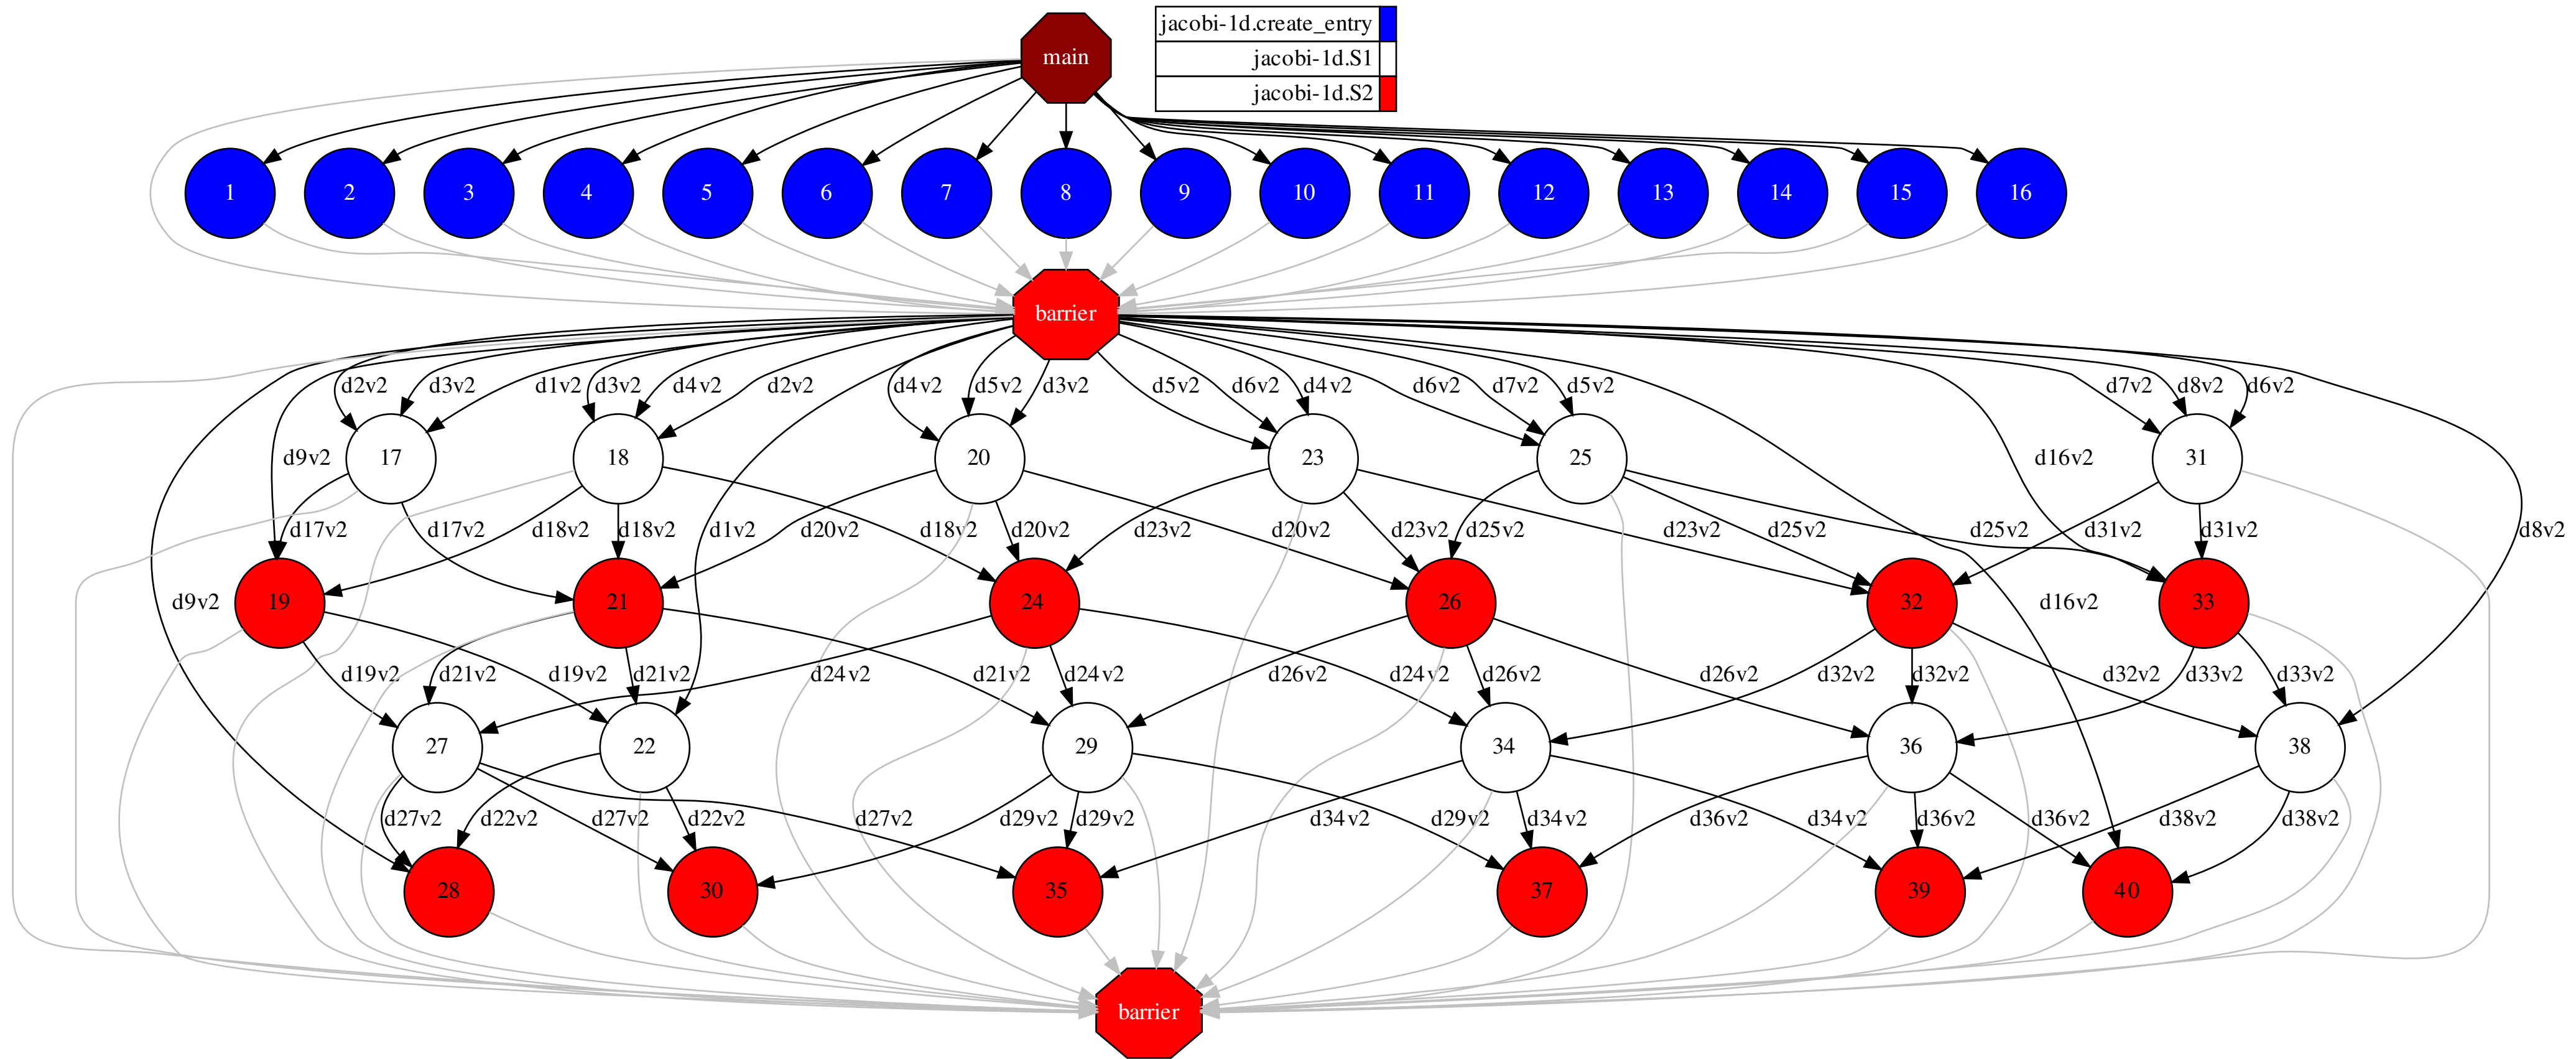 main
jacobi-1d.create_entry
jacobi-1d.S1
jacobi-1d.S2
1 2 3 4 5 6 7 8 9 10 11 12 13 14 15 16
barrier
d2v2 d3v2 d1v2 d3v2 d4v2 d2v2 d4v2 d5v2 d3v2 d5v2 d6v2 d4v2 d6v2 d7v2 d5v2 d7v2 d8v2 d6v2
d9v2 17 18 20 23 25 d16v2 31
d17v2 d17v2 d18v2 d18v2 d1v2 d20v2 d18v2 d20v2 d23v2 d23v2 d20v2 d25v2 d23v2 d25v2 d25v2 d31v2 d31v2 d8v2
d9v2 19 21 24 26 32 d16v2 33
d19v2 d21v2 d19v2 d21v2 d24v2 d21v2 d24v2 d26v2 d24v2 d26v2 d26v2 d32v2 d32v2 d32v2 d33v2 d33v2
27 22 29 34 36 38
d27v2 d22v2 d27v2 d22v2 d27v2 d29v2 d29v2 d34v2 d29v2 d34v2 d36v2 d34v2 d36v2 d36v2 d38v2 d38v2
28 30 35 37 39 40
barrier